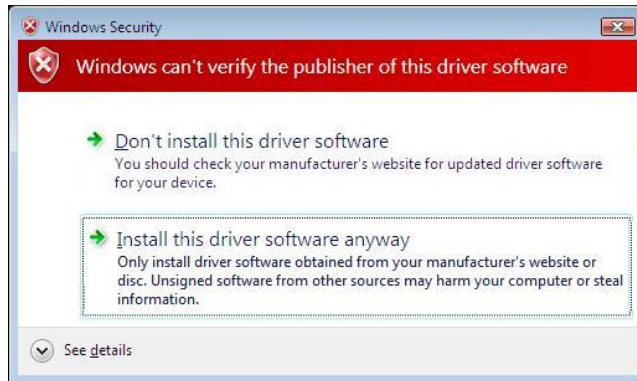 Windows Security
Windows can't verify the publisher of this driver software
Don't install this driver software
You should check your manufacturer's website for updated driver software
for your device.
Install this driver software anyway
Only install driver software obtained from your manufacturer's website or
disc. Unsigned software from other sources may harm your computer or steal
information.
See details